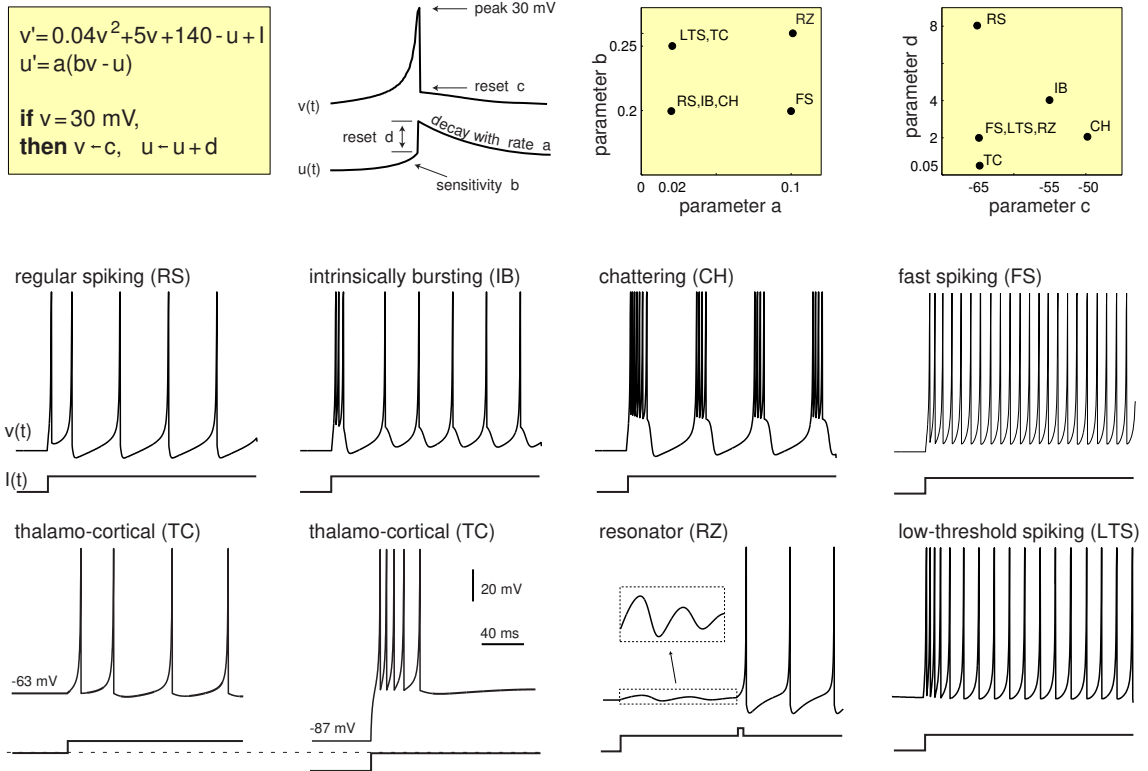 v'= 0.04v²+5v+140 - u+I
u'= a(bv - u)
if v = 30 mV,
then v ← c, u ← u + d
peak 30 mV
reset c
v(t)
reset d
decay with rate a
u(t)
sensitivity b
parameter b
0.25
0.2
LTS,TC
RZ
RS,IB,CH
FS
0
0.02
0.1
parameter a
parameter d
8
4
2
0.05
RS
IB
FS,LTS,RZ
CH
TC
-65
-55
-50
parameter c
regular spiking (RS)
intrinsically bursting (IB)
chattering (CH)
fast spiking (FS)
v(t)
I(t)
thalamo-cortical (TC)
thalamo-cortical (TC)
resonator (RZ)
low-threshold spiking (LTS)
20 mV
40 ms
-63 mV
-87 mV